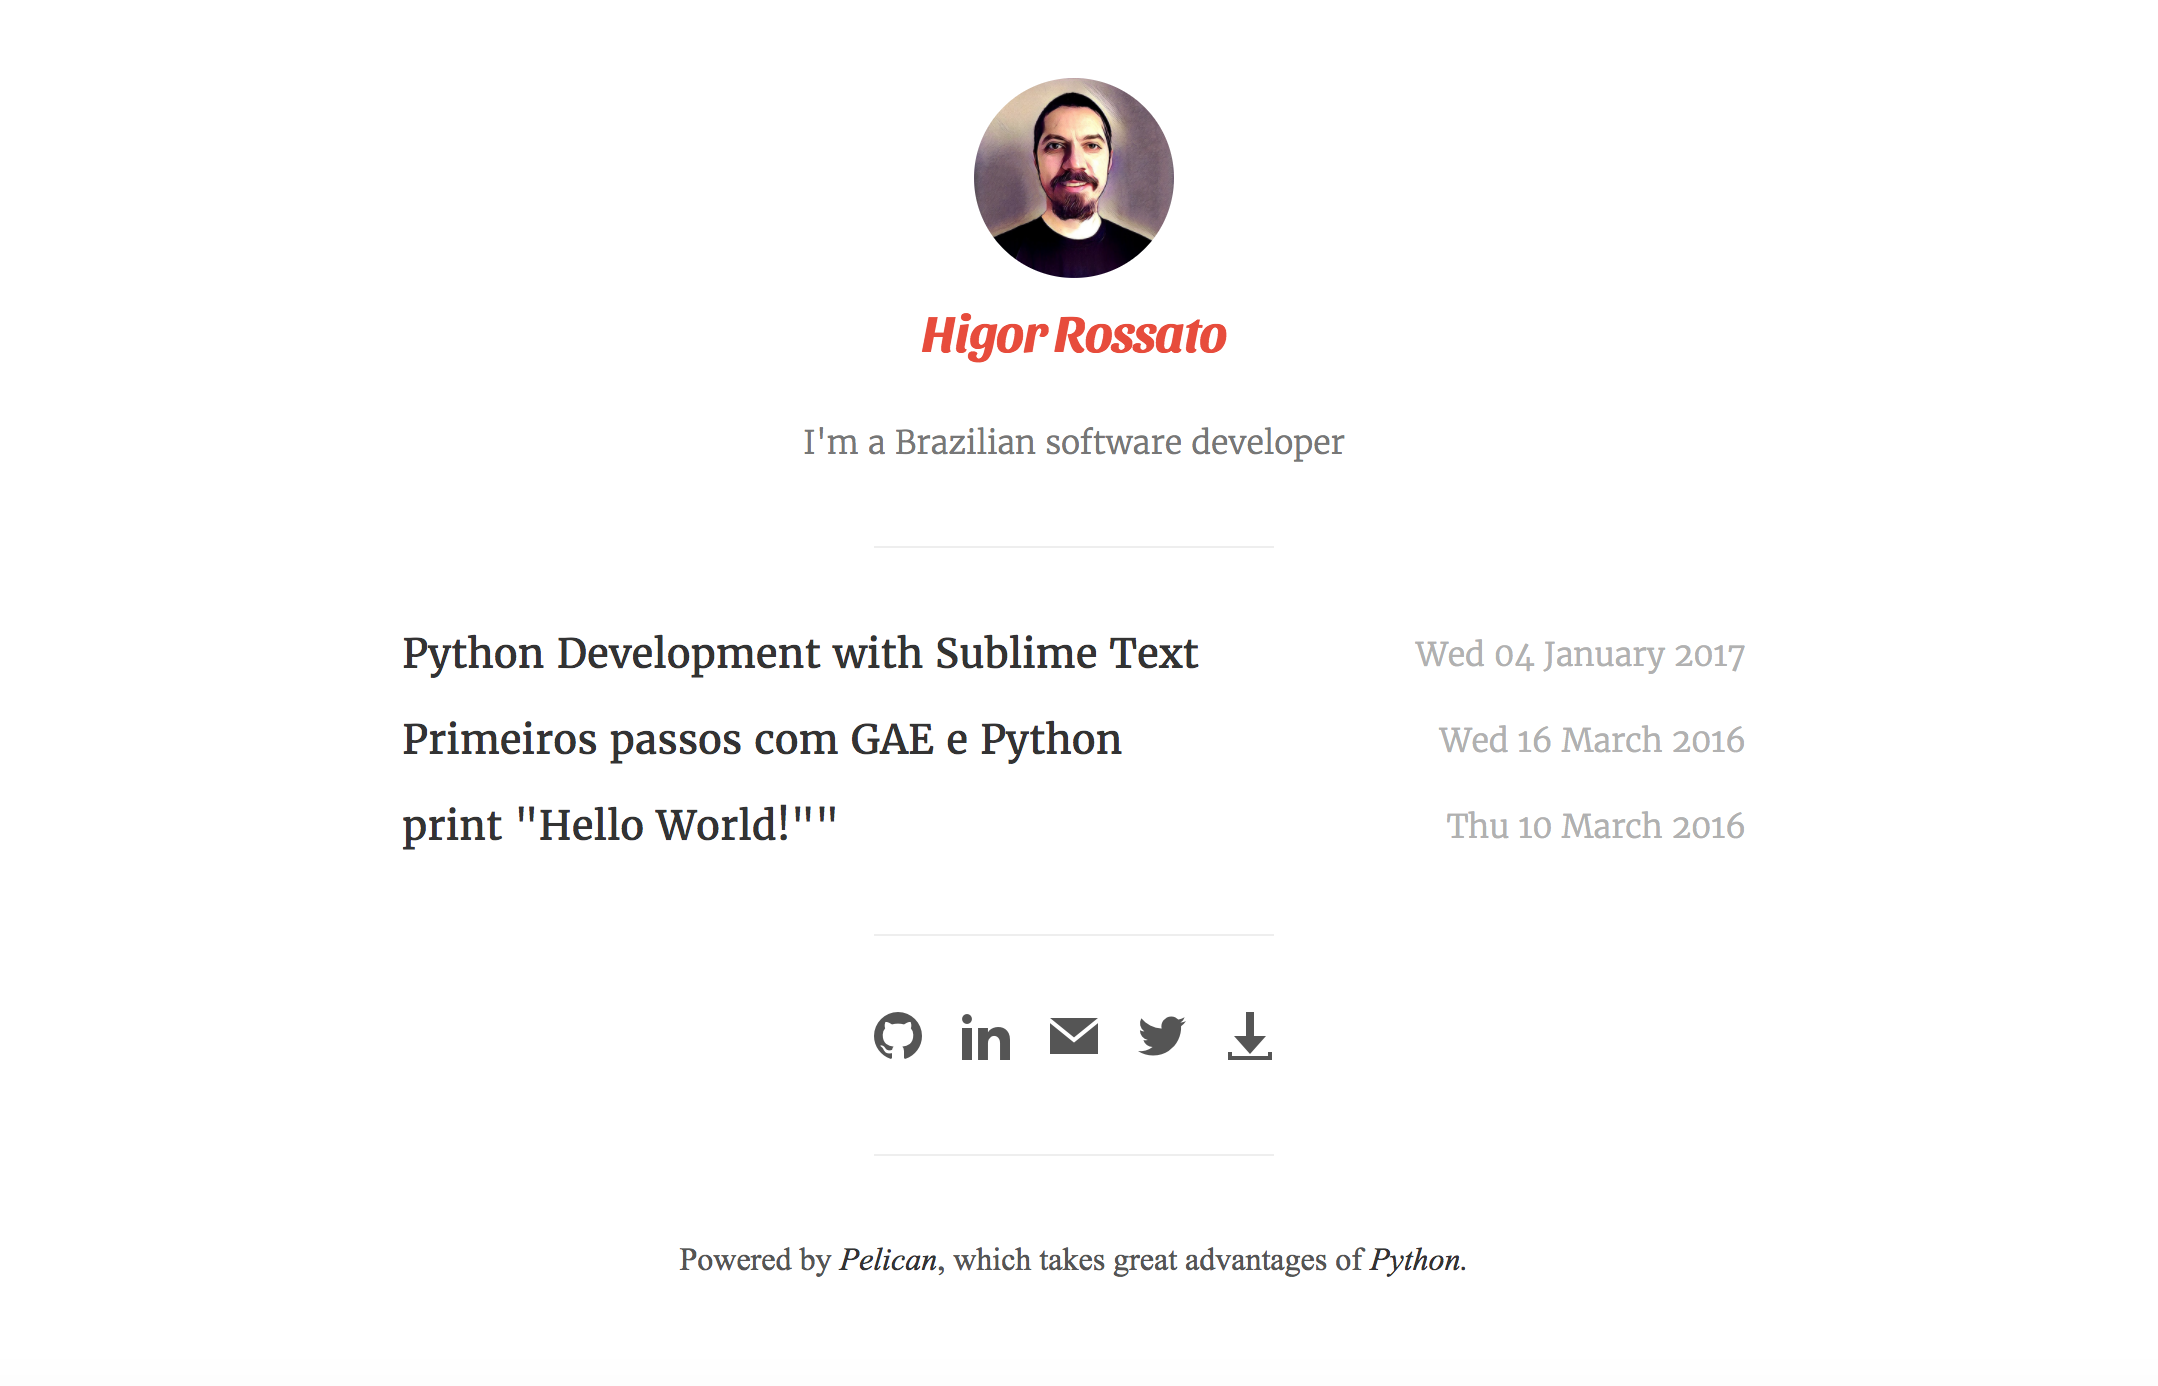 Higor Rossato
I'm a Brazilian software developer
Python Development with Sublime Text Wed 04 January 2017
Primeiros passos com GAE e Python Wed 16 March 2016
print "Hello World!"" Thu 10 March 2016
in
Powered by Pelican, which takes great advantages of Python.